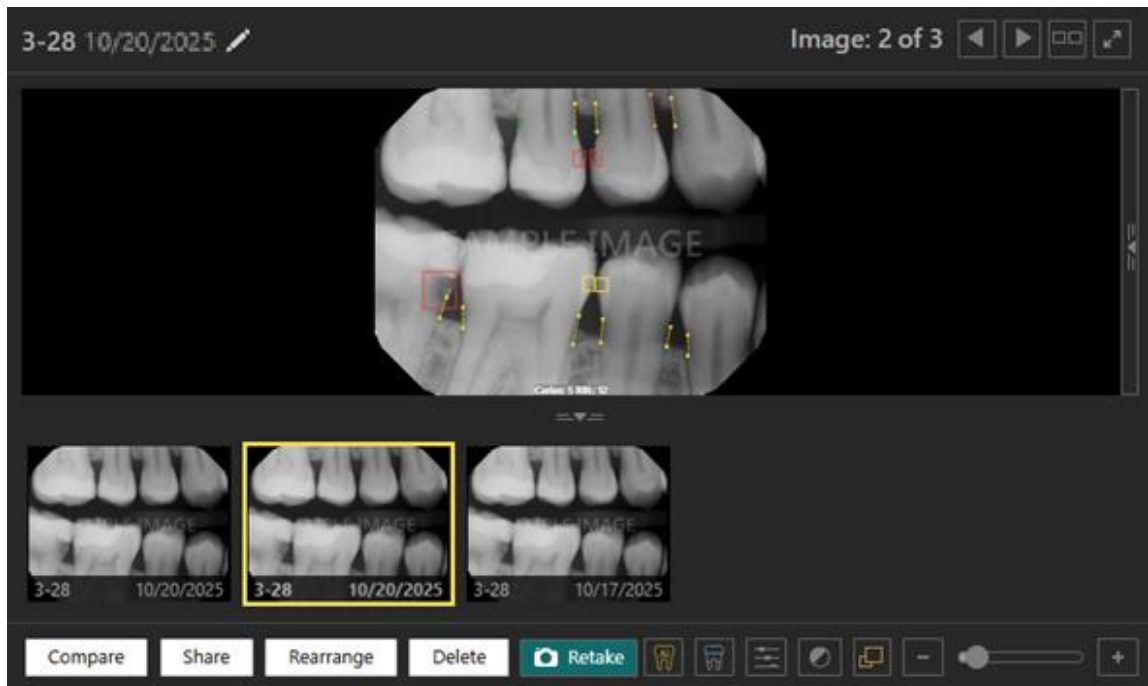 3-28 10/20/2025
Image: 2 of 3
SAMPLE IMAGE
3-28 10/20/2025
3-28 10/20/2025
3-28 10/17/2025
Compare
Share
Rearrange
Delete
Retake